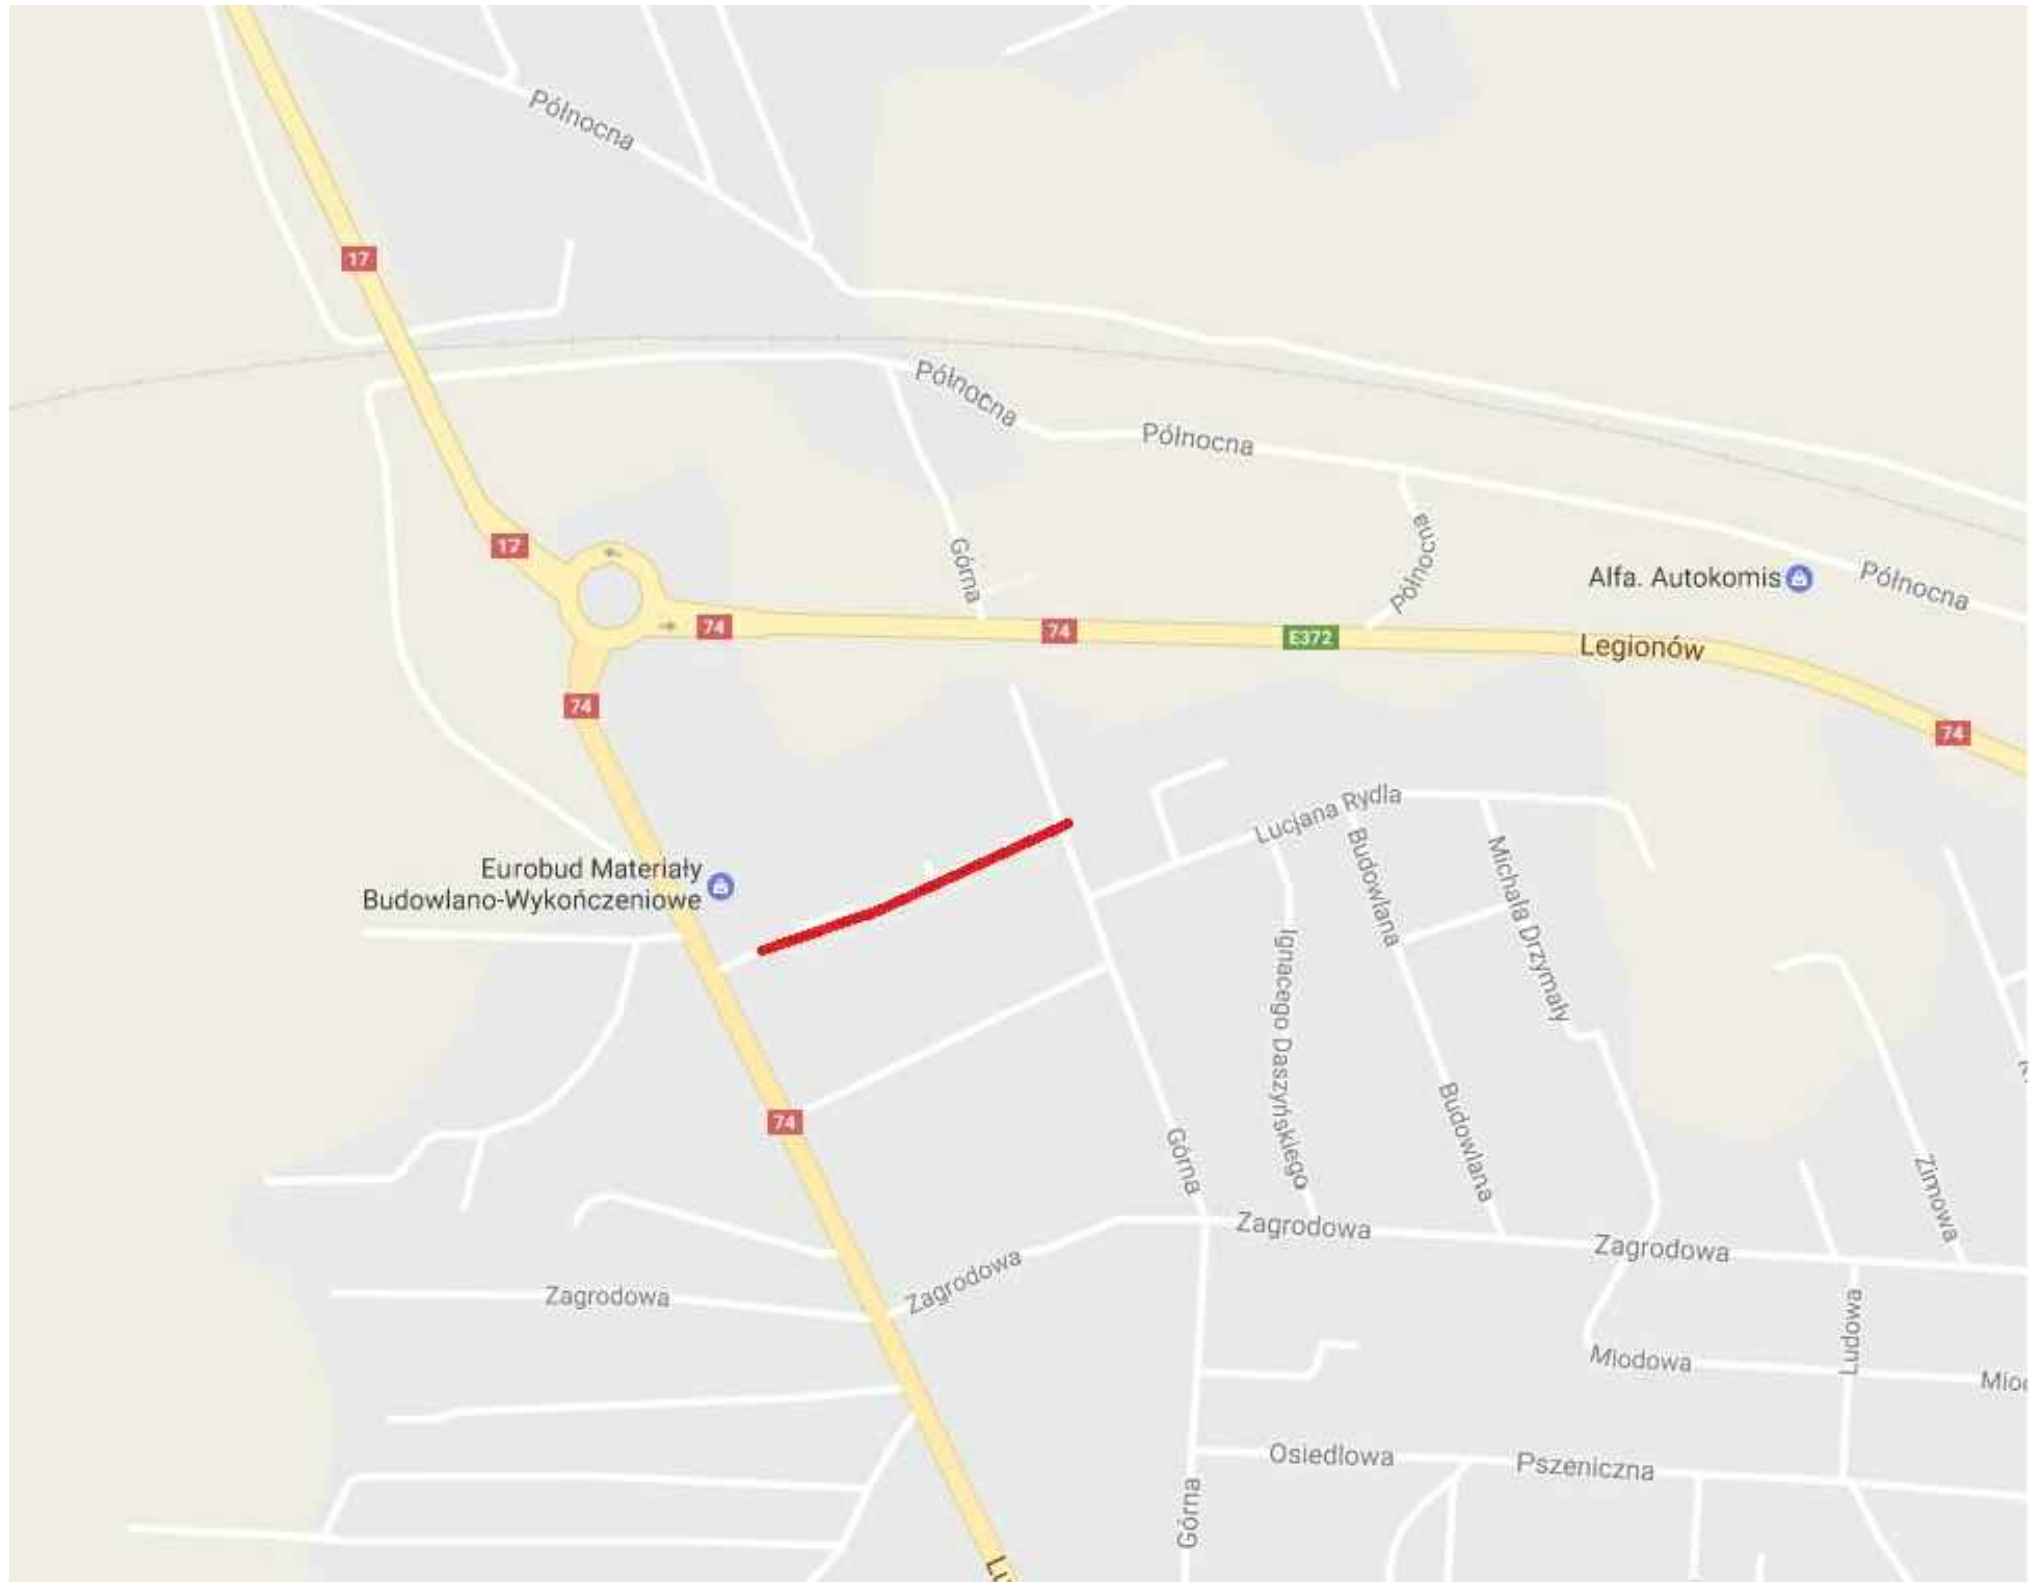 Północna
17
Północna
Północna
17
Górna
Północna
Alfa. Autokomis
Północna
74
74
E372
Legionów
74
74
Lucjana Rydla
Budowlana
Michała Drzymały
Eurobud Materiały
Budowlano-Wykończeniowe
Ignacego Daszyńskiego
74
Górna
Budowlana
Zimowa
Zagrodowa
Zagrodowa
Zagrodowa
Zagrodowa
Ludowa
Miodowa
Mio
Osiedlowa
Pszeniczna
Górna
Lu